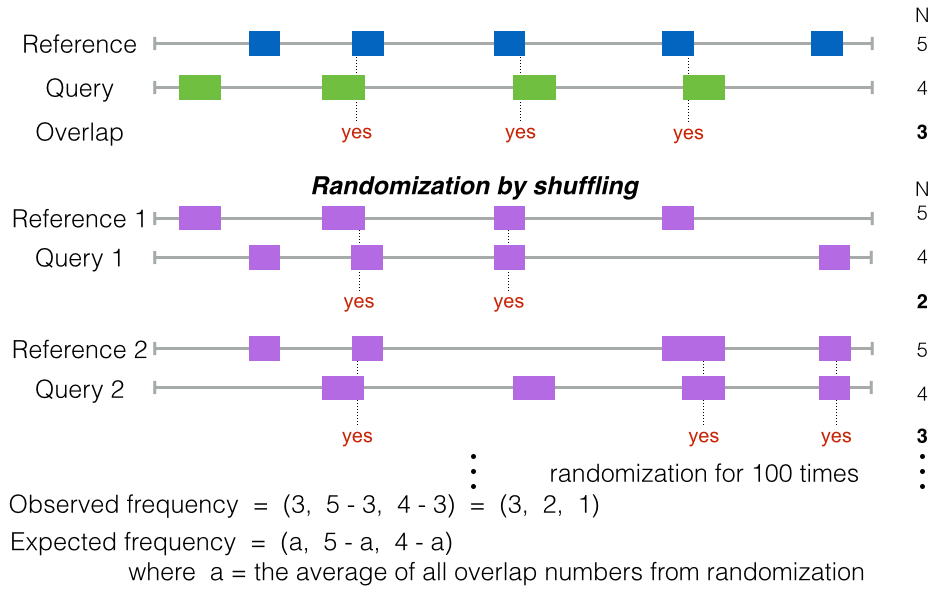 N
Reference 5
Query 4
Overlap yes yes yes 3
Randomization by shuffling
N
Reference 1 5
Query 1 4
yes yes 2
Reference 2 5
Query 2 4
yes yes yes 3
randomization for 100 times
Observed frequency = (3, 5 - 3, 4 - 3) = (3, 2, 1)
Expected frequency = (a, 5 - a, 4 - a)
where a = the average of all overlap numbers from randomization